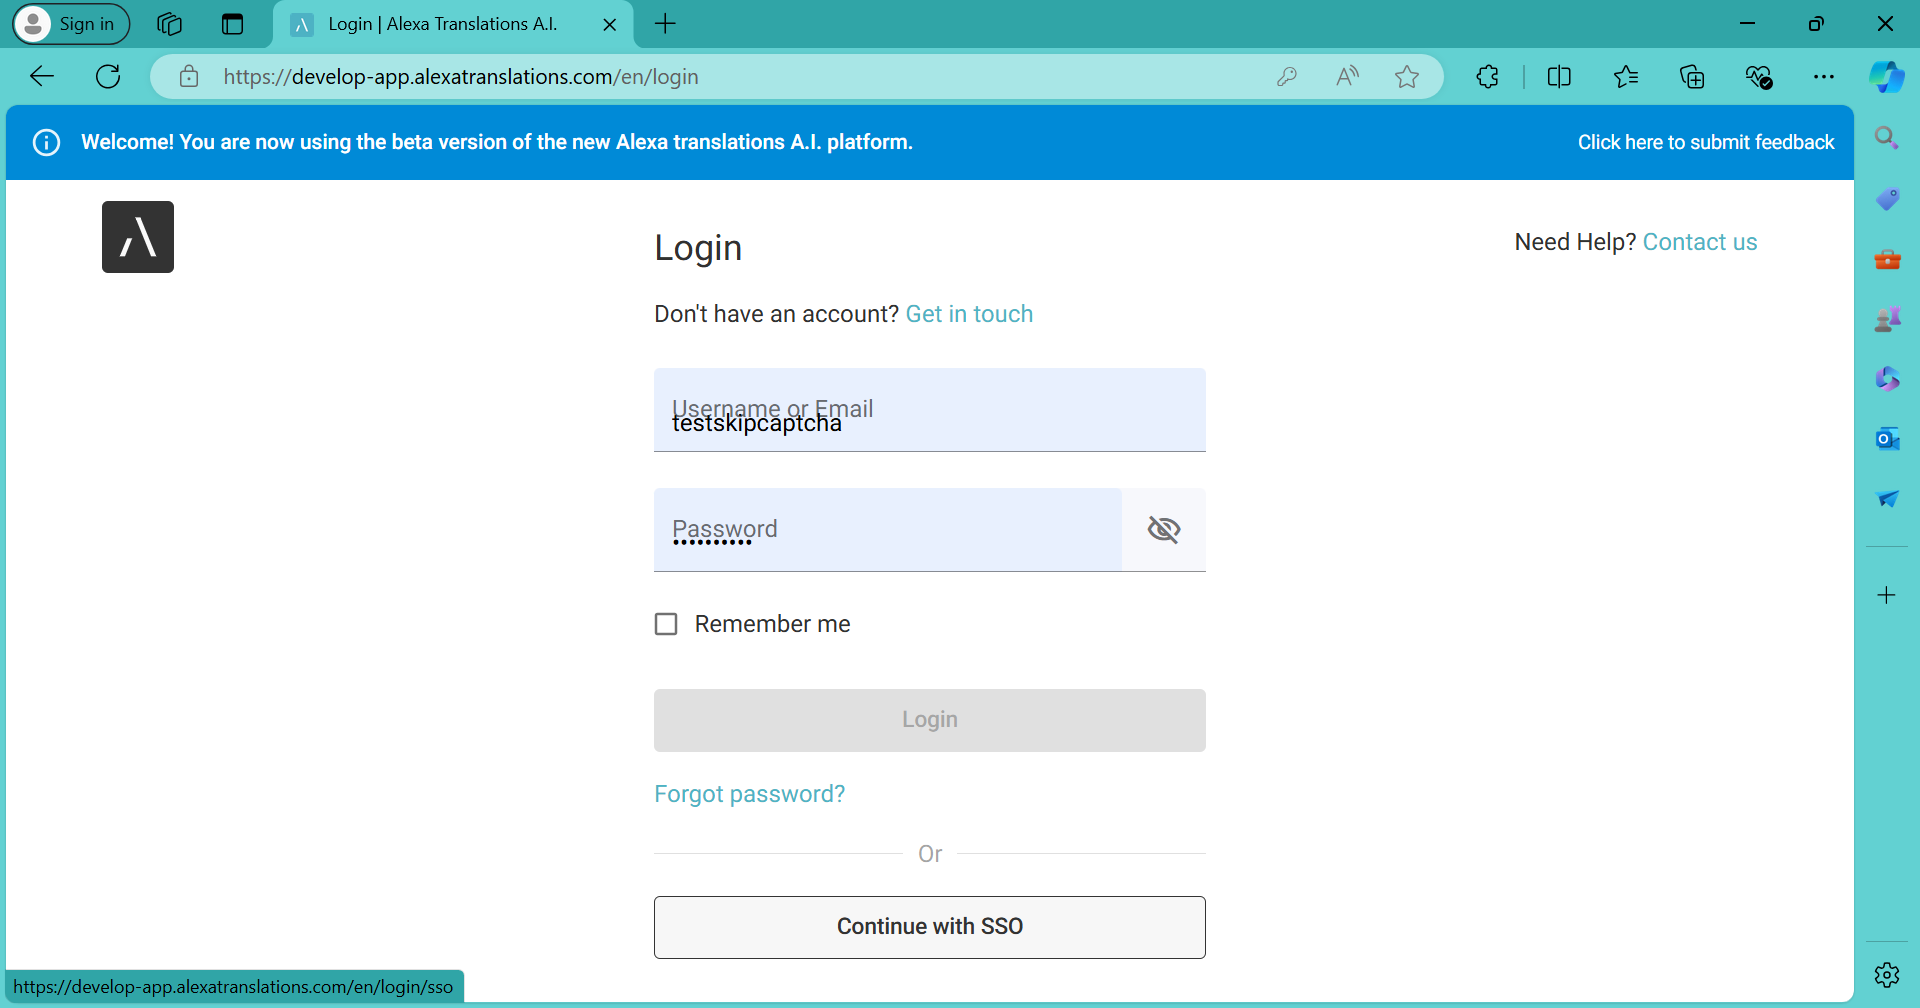 Sign in
Login | Alexa Translations A.I.
https://develop-app.alexatranslations.com/en/login
Welcome! You are now using the beta version of the new Alexa translations A.I. platform.
Click here to submit feedback
Login
Need Help? Contact us
Don't have an account? Get in touch
Username or Email
testskipcaptcha
Password
Remember me
Login
Forgot password?
Or
Continue with SSO
https://develop-app.alexatranslations.com/en/login/sso